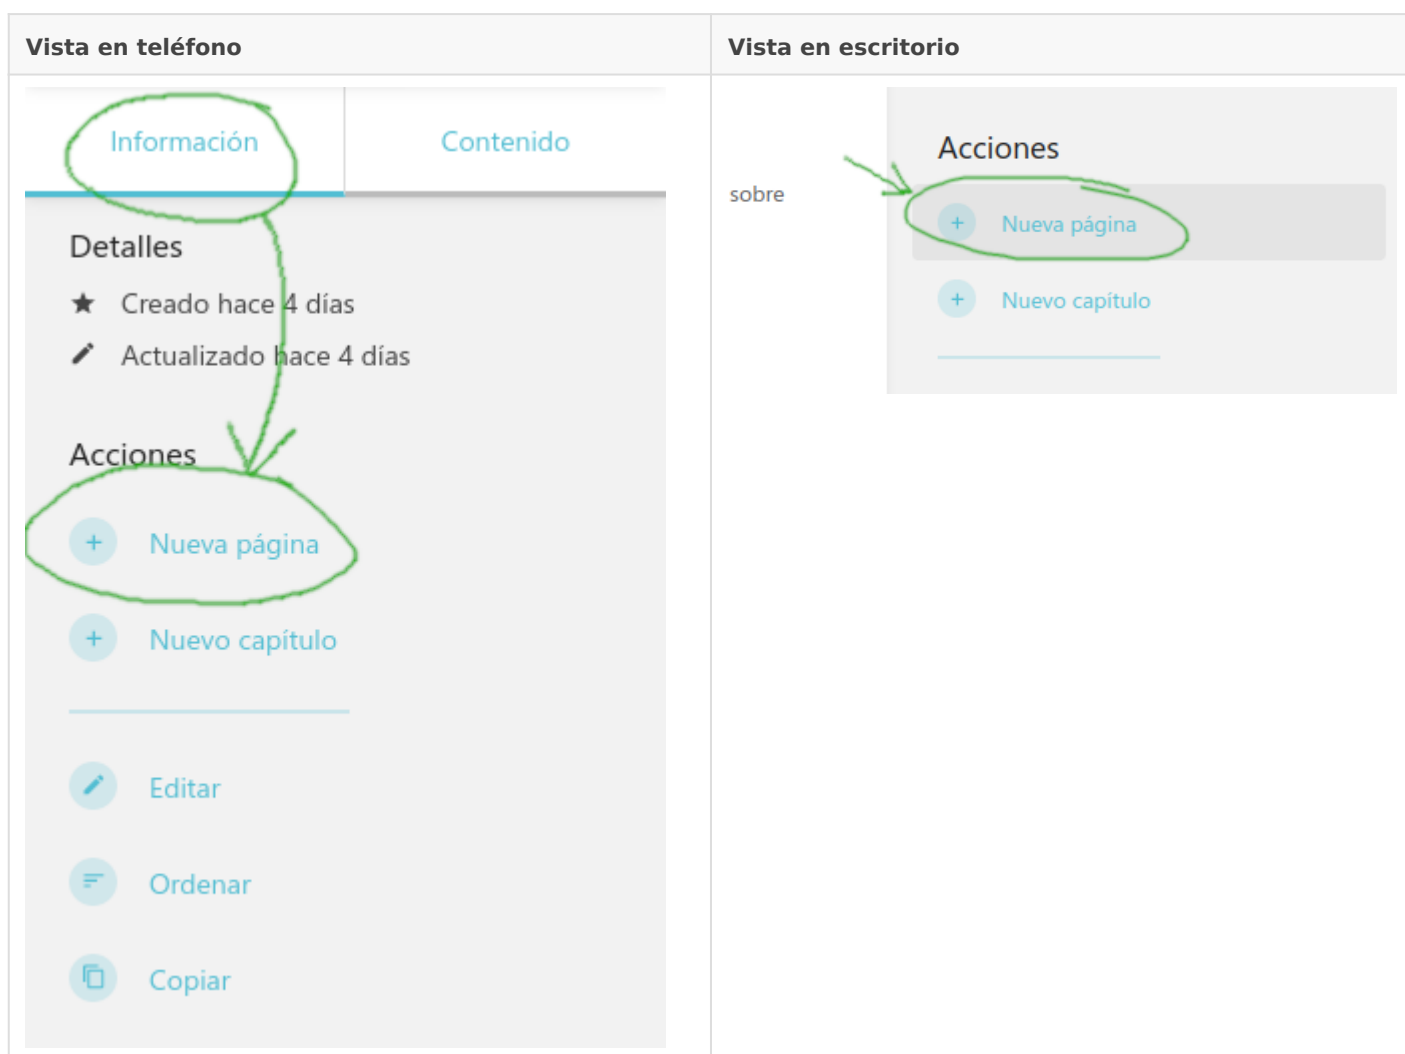 Vista en teléfono
Vista en escritorio
Información
Contenido
Detalles
Creado hace 4 días
Actualizado hace 4 días
Acciones
Nueva página
Nuevo capítulo
Editar
Ordenar
Copiar
sobre
Acciones
Nueva página
Nuevo capítulo